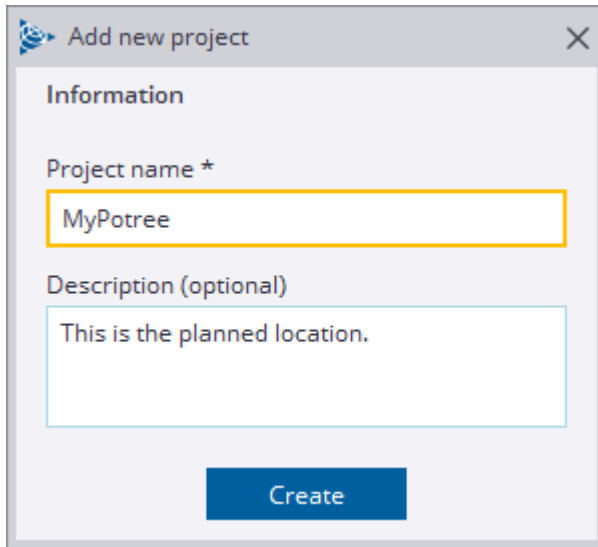 Add new project
Information
Project name *
MyPotree
Description (optional)
This is the planned location.
Create